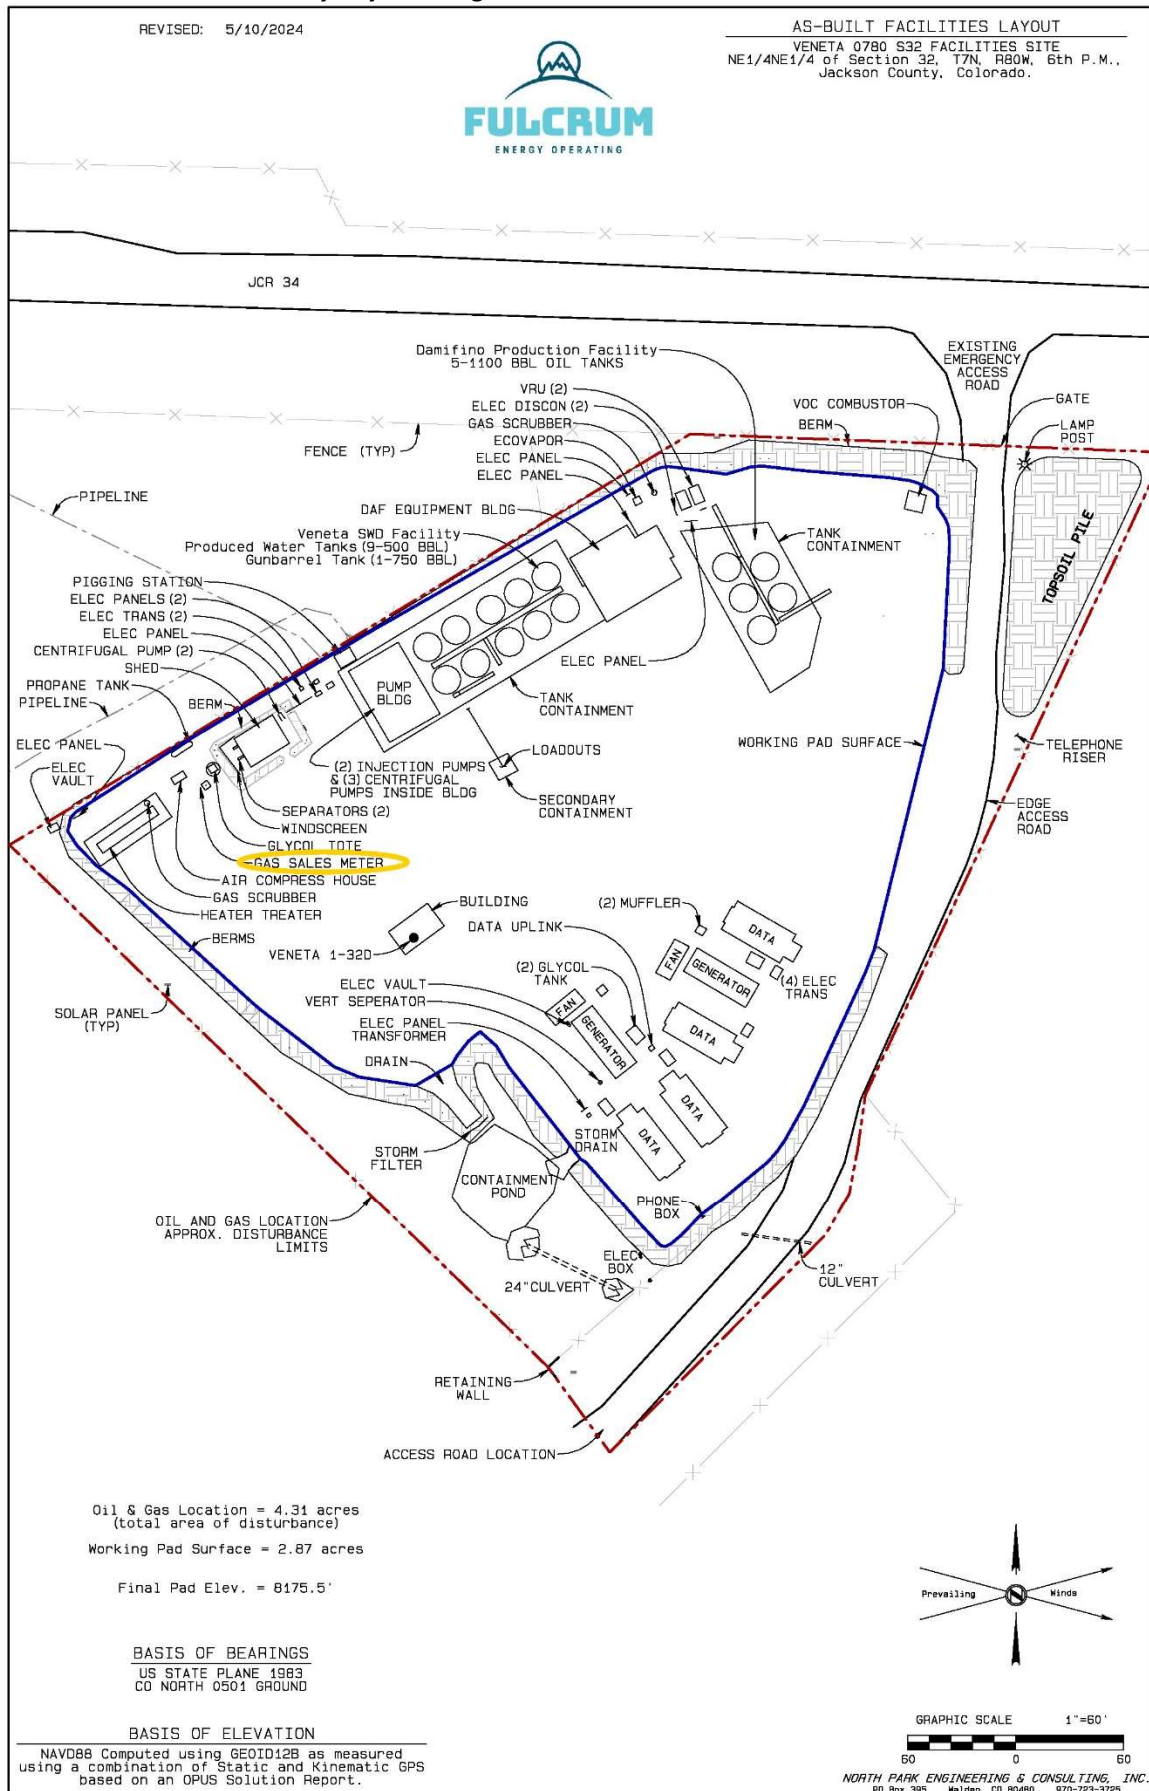 REVISED: 5/10/2024
AS-BUILT FACILITIES LAYOUT
VENETA 0780 S32 FACILITIES SITE
NE1/4NE1/4 of Section 32, T7N, R80W, 6th P.M.,
Jackson County, Colorado.
FULCRUM
ENERGY OPERATING
JCR 34
Damifino Production Facility
5-1100 BBL OIL TANKS
EXISTING
EMERGENCY
ACCESS
ROAD
VRU (2)
ELEC DISCON (2)
GAS SCRUBBER
ECOVAPOR
ELEC PANEL
ELEC PANEL
VOC COMBUSTOR
BERM
GATE
LAMP
POST
FENCE (TYP)
PIPELINE
DAF EQUIPMENT BLDG
Veneta SWD Facility
Produced Water Tanks (9-500 BBL)
Gunbarrel Tank (1-750 BBL)
TANK
CONTAINMENT
TOPSOIL PILE
PIGGING STATION
ELEC PANELS (2)
ELEC TRANS (2)
ELEC PANEL
CENTRIFUGAL PUMP (2)
SHED
PROPANE TANK
PIPELINE
BERM
PUMP
BLDG
ELEC PANEL
TANK
CONTAINMENT
ELEC PANEL
ELEC
VAULT
LOADOUTS
WORKING PAD SURFACE
TELEPHONE
RISER
(2) INJECTION PUMPS
& (3) CENTRIFUGAL
PUMPS INSIDE BLDG
SECONDARY
CONTAINMENT
EDGE
ACCESS
ROAD
SEPARATORS (2)
WINDSCREEN
GLYCOL TOTE
GAS SALES METER
AIR COMPRESS HOUSE
GAS SCRUBBER
HEATER TREATER
BERMS
BUILDING
VENETA 1-32D
(2) MUFFLER
DATA UPLINK
DATA
FAN
GENERATOR
(4) ELEC
TRANS
(2) GLYCOL
TANK
ELEC VAULT
VERT SEPERATOR
ELEC PANEL
TRANSFORMER
FAN
GENERATOR
DATA
SOLAR PANEL
(TYP)
DRAIN
DATA
DATA
STORM
DRAIN
STORM
FILTER
CONTAINMENT
POND
PHONE
BOX
OIL AND GAS LOCATION
APPROX. DISTURBANCE
LIMITS
ELEC
BOX
24"CULVERT
12"
CULVERT
RETAINING
WALL
ACCESS ROAD LOCATION
Oil & Gas Location = 4.31 acres
(total area of disturbance)
Working Pad Surface = 2.87 acres
Final Pad Elev. = 8175.5'
Prevailing
N
Winds
BASIS OF BEARINGS
US STATE PLANE 1983
CO NORTH 0501 GROUND
BASIS OF ELEVATION
NAVD88 Computed using GEOID12B as measured
using a combination of Static and Kinematic GPS
based on an OPUS Solution Report.
GRAPHIC SCALE 1"=60'
60 0 60
NORTH PARK ENGINEERING & CONSULTING, INC.
PO Box 395 Walden, CO 80480 970-723-3725